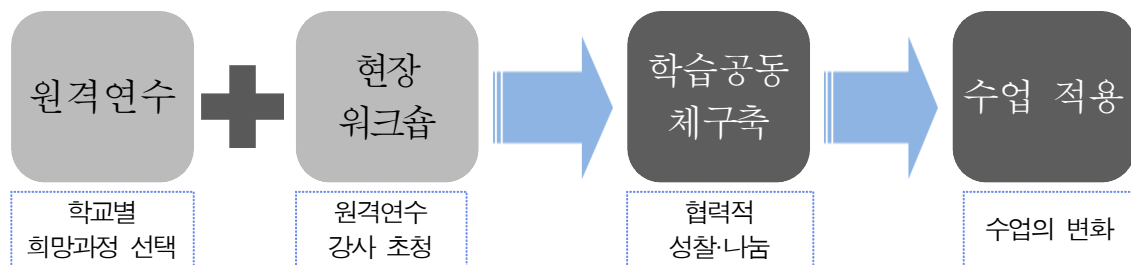 원격연수
현장
워크숍
학습공동
체구축
수업 적용
학교별
희망과정 선택
원격연수
강사 초청
협력적
성찰·나눔
수업의 변화